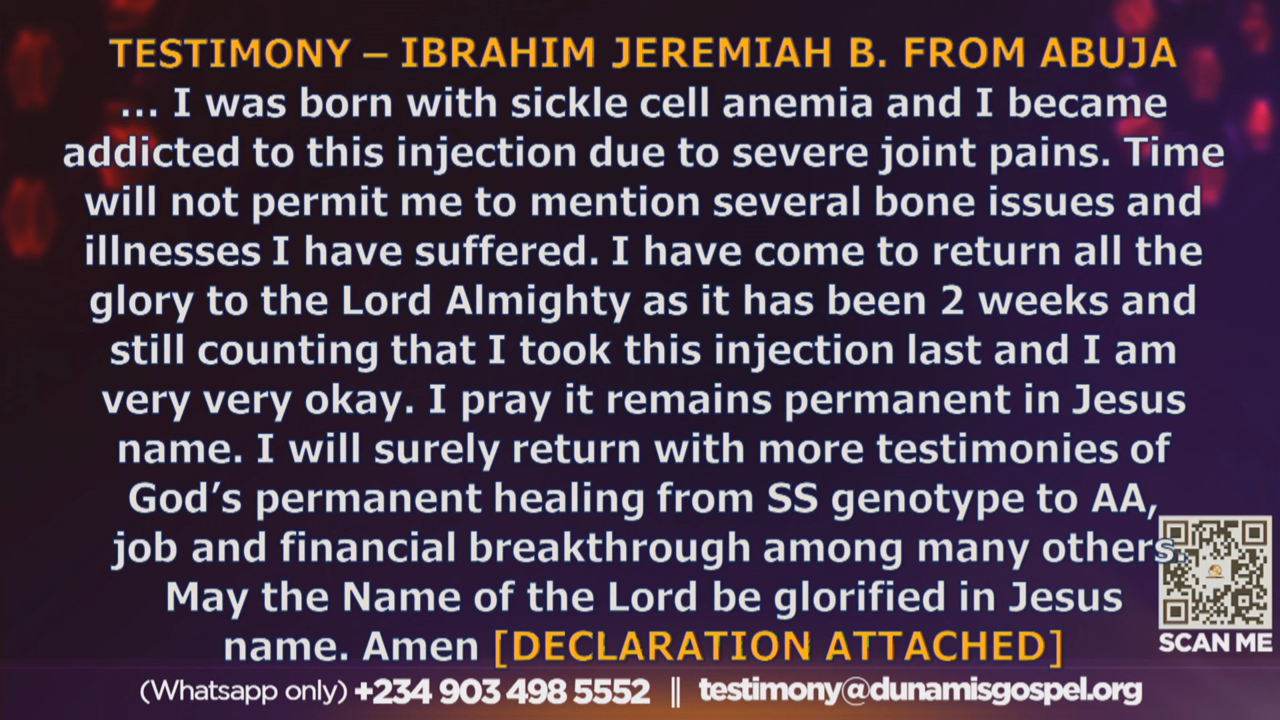 TESTIMONY – IBRAHIM JEREMIAH B. FROM ABUJA
... I was born with sickle cell anemia and I became
addicted to this injection due to severe joint pains. Time
will not permit me to mention several bone issues and
illnesses I have suffered. I have come to return all the
glory to the Lord Almighty as it has been 2 weeks and
still counting that I took this injection last and I am
very very okay. I pray it remains permanent in Jesus
name. I will surely return with more testimonies of
God’s permanent healing from SS genotype to AA,
job and financial breakthrough among many others.
May the Name of the Lord be glorified in Jesus
name. Amen [DECLARATION ATTACHED]
SCAN ME
(Whatsapp only) +234 903 498 5552 || testimony@dunamisgospel.org